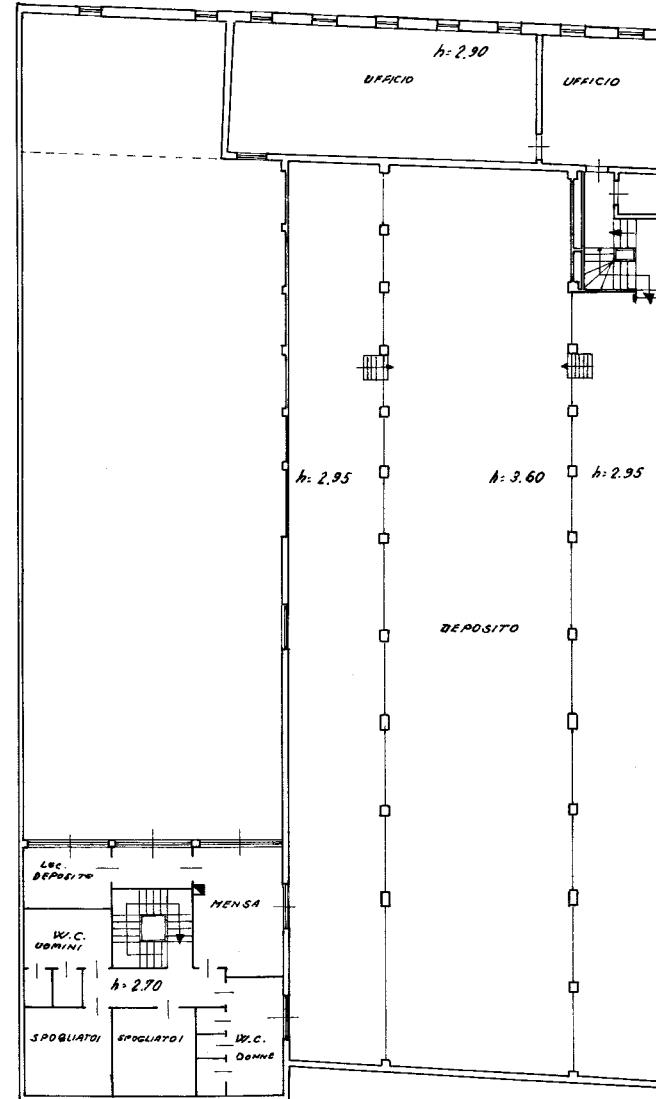 h= 2.90
UFFICIO
UFFICIO
h= 2.95
h= 3.60
h= 2.95
DEPOSITO
LOC.
DEPOSITO
MENSA
W.C.
UOMINI
h= 2.70
SPOGLIATOI
SPOGLIATOI
W.C.
DONNE